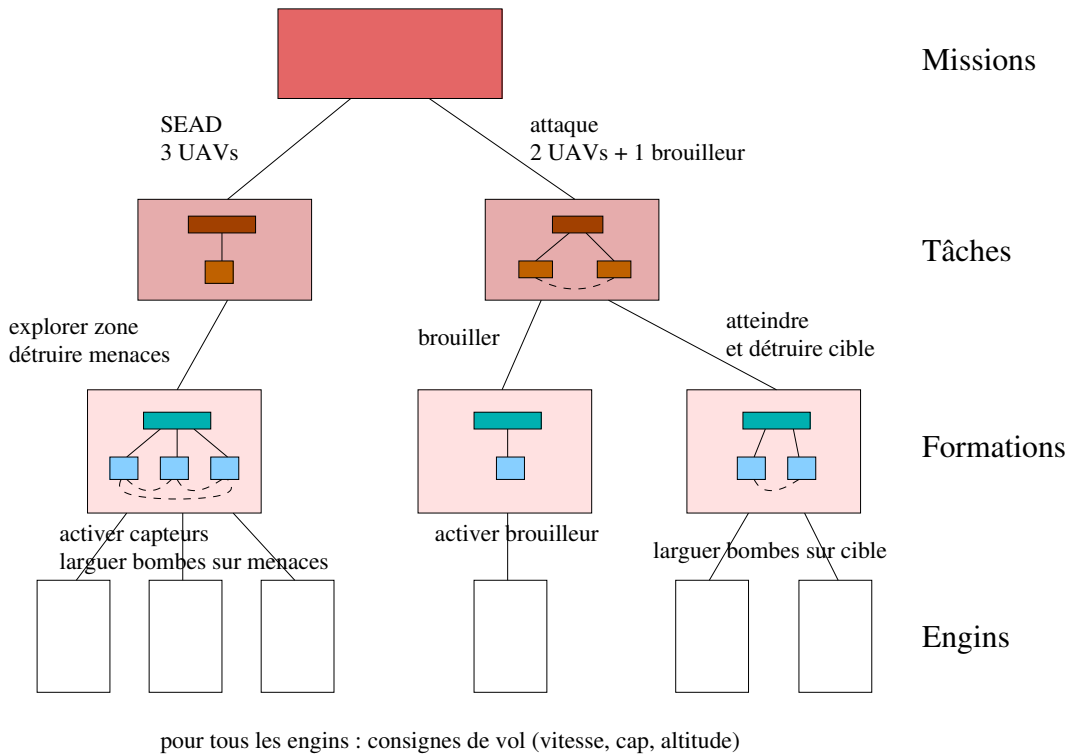 Missions
SEAD
3 UAVs
attaque
2 UAVs + 1 brouilleur
Tâches
explorer zone
détruire menaces
brouiller
atteindre
et détruire cible
Formations
activer capteurs
larguer bombes sur menaces
activer brouilleur
larguer bombes sur cible
Engins
pour tous les engins : consignes de vol (vitesse, cap, altitude)